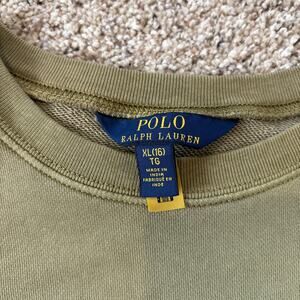 POLO
RALPH LAUREN
XL(16)
TG
MADE IN
INDIA
FABRIQUÉ EN
INDE